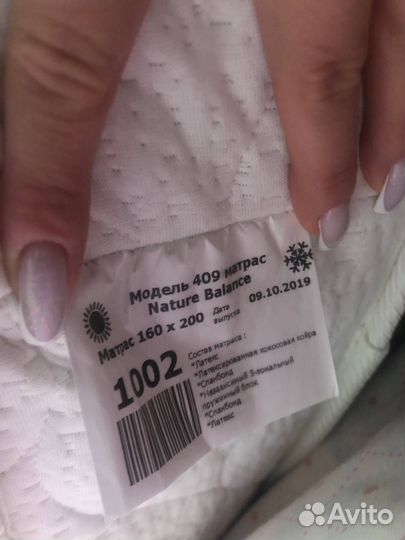 Модель 409 матрас
Nature Balance
Матрас 160 x 200
Дата
выпуска
09.10.2019
1002
Состав матраса :
*Латекс
*Латексированная кокосовая койра
*Спанбонд
*Независимый 5-зональный
пружинный блок
*Спанбонд
*Латекс
Avito